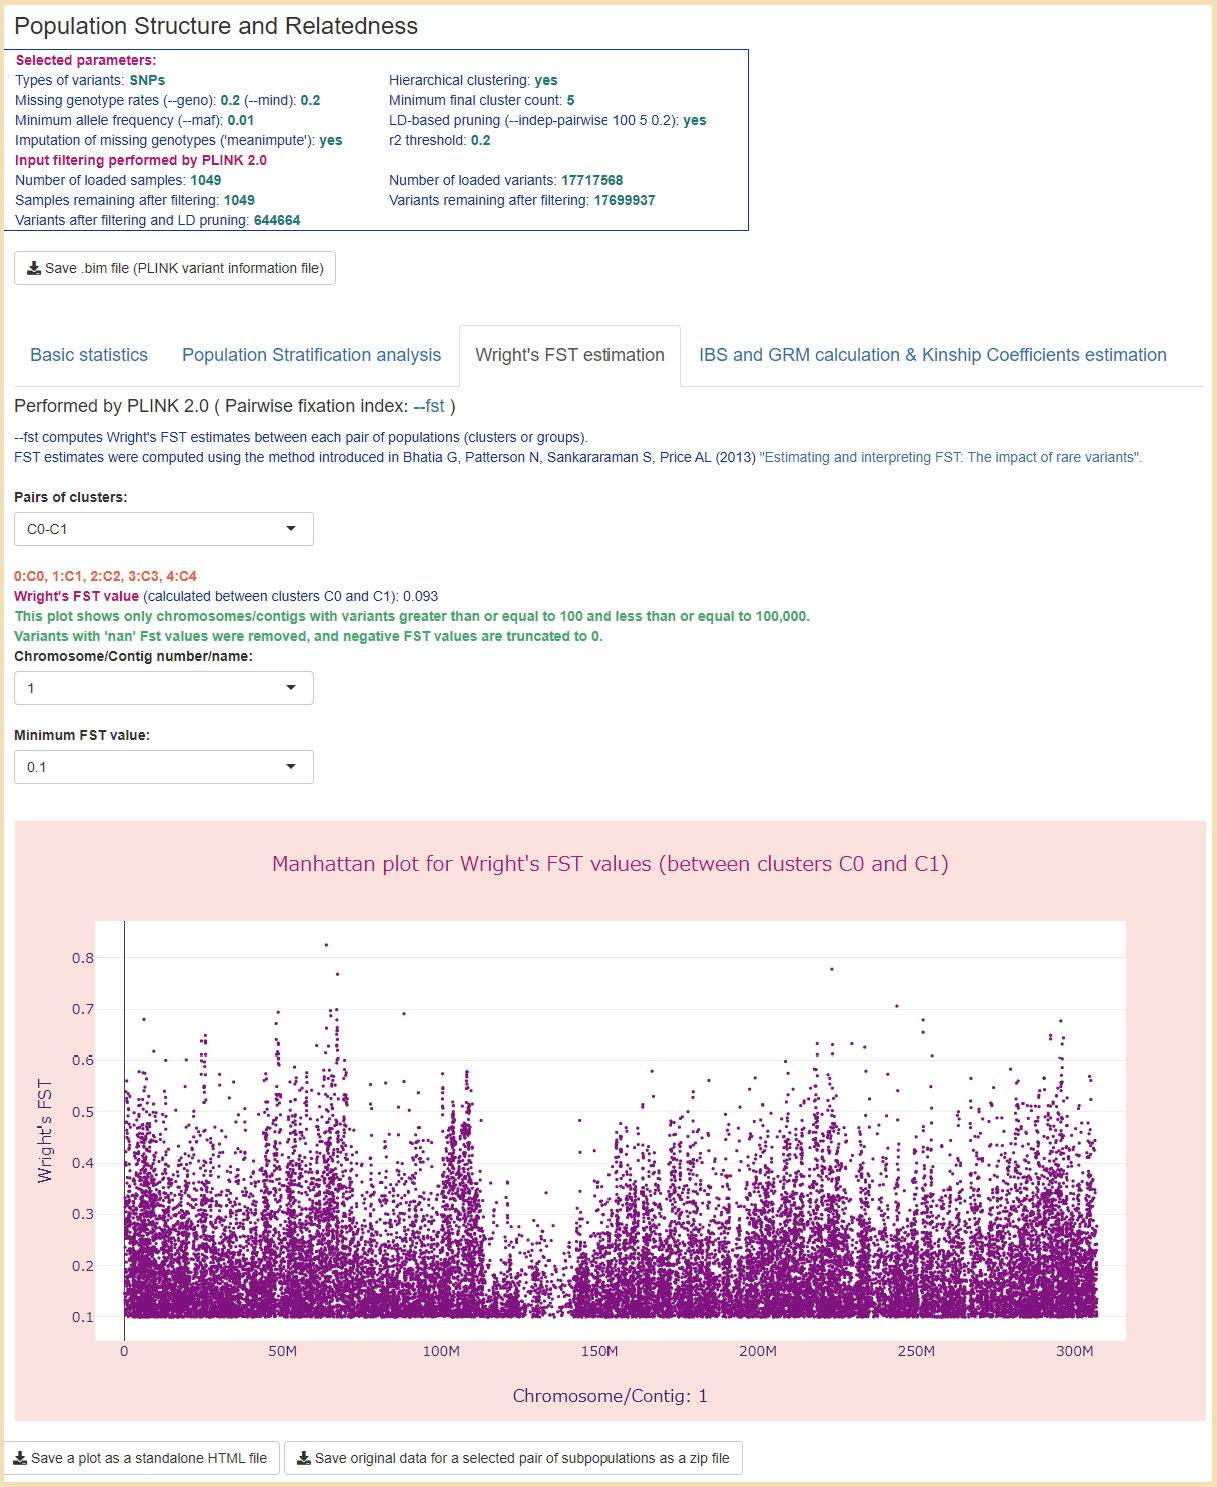 Population Structure and Relatedness
Selected parameters:
Types of variants: SNPs
Hierarchical clustering: yes
Missing genotype rates (--geno): 0.2 (--mind): 0.2
Minimum final cluster count: 5
Minimum allele frequency (--maf): 0.01
LD-based pruning (--indep-pairwise 100 5 0.2): yes
Imputation of missing genotypes ('meanimpute'): yes
r2 threshold: 0.2
Input filtering performed by PLINK 2.0
Number of loaded samples: 1049
Number of loaded variants: 17717568
Samples remaining after filtering: 1049
Variants remaining after filtering: 17699937
Variants after filtering and LD pruning: 644664
Save .bim file (PLINK variant information file)
Basic statistics
Population Stratification analysis
Wright's FST estimation
IBS and GRM calculation & Kinship Coefficients estimation
Performed by PLINK 2.0 ( Pairwise fixation index: --fst )
--fst computes Wright's FST estimates between each pair of populations (clusters or groups).
FST estimates were computed using the method introduced in Bhatia G, Patterson N, Sankararaman S, Price AL (2013) "Estimating and interpreting FST: The impact of rare variants".
Pairs of clusters:
C0-C1
0:C0, 1:C1, 2:C2, 3:C3, 4:C4
Wright's FST value (calculated between clusters C0 and C1): 0.093
This plot shows only chromosomes/contigs with variants greater than or equal to 100 and less than or equal to 100,000.
Variants with 'nan' Fst values were removed, and negative FST values are truncated to 0.
Chromosome/Contig number/name:
1
Minimum FST value:
0.1
Manhattan plot for Wright's FST values (between clusters C0 and C1)
Wright's FST
0.8
0.7
0.6
0.5
0.4
0.3
0.2
0.1
0 50M 100M 150M 200M 250M 300M
Chromosome/Contig: 1
Save a plot as a standalone HTML file
Save original data for a selected pair of subpopulations as a zip file